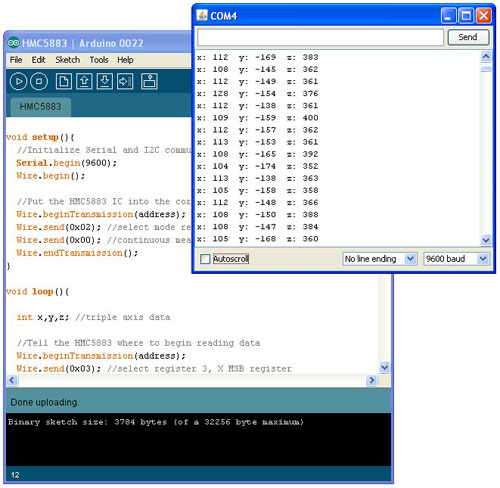 COM4
Send
x: 112  y: -169  z: 383
x: 108  y: -145  z: 362
x: 112  y: -149  z: 361
x: 128  y: -154  z: 376
x: 112  y: -138  z: 361
x: 109  y: -159  z: 400
x: 112  y: -157  z: 362
x: 113  y: -153  z: 361
x: 108  y: -165  z: 392
x: 104  y: -174  z: 352
x: 113  y: -138  z: 363
x: 105  y: -158  z: 358
x: 112  y: -148  z: 366
x: 108  y: -150  z: 388
x: 108  y: -147  z: 384
x: 105  y: -168  z: 360
Autoscroll
No line ending
9600 baud
HMC5883 | Arduino 0022
File Edit Sketch Tools Help
HMC5883
void setup(){
//Initialize Serial and I2C commu
Serial.begin(9600);
Wire.begin();
//Put the HMC5883 IC into the cor
Wire.beginTransmission(address);
Wire.send(0x02); //select mode re
Wire.send(0x00); //continuous mea
Wire.endTransmission();
}
void loop(){
int x,y,z; //triple axis data
//Tell the HMC5883 where to begin reading data
Wire.beginTransmission(address);
Wire.send(0x03); //select register 3, X MSB register
Done uploading.
Binary sketch size: 3784 bytes (of a 32256 byte maximum)
12